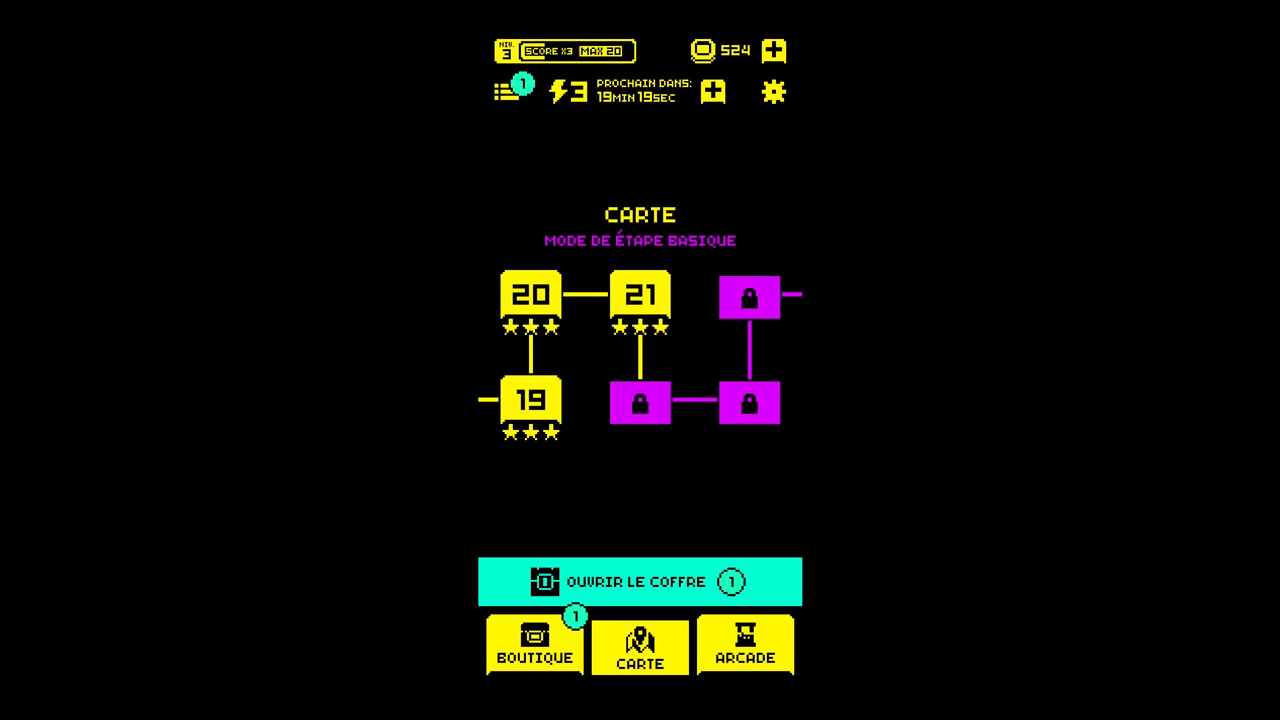 NIV. 3
SCORE X3 MAX 20
524
1
3
PROCHAIN DANS:
19MIN 19SEC
CARTE
MODE DE ÉTAPE BASIQUE
20
21
19
OUVRIR LE COFFRE 1
1
BOUTIQUE
CARTE
ARCADE